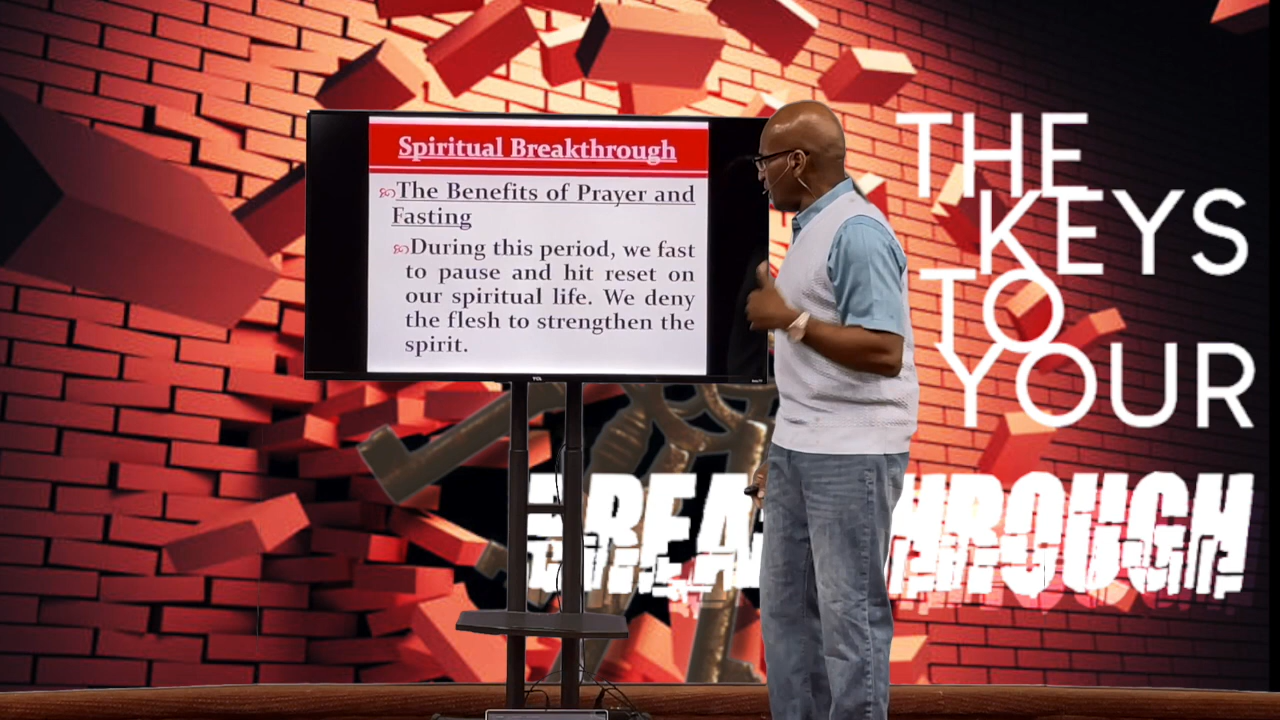 Spiritual Breakthrough
The Benefits of Prayer and
Fasting
During this period, we fast
to pause and hit reset on
our spiritual life. We deny
the flesh to strengthen the
spirit.
TCL
THE
KEYS
TO
YOUR